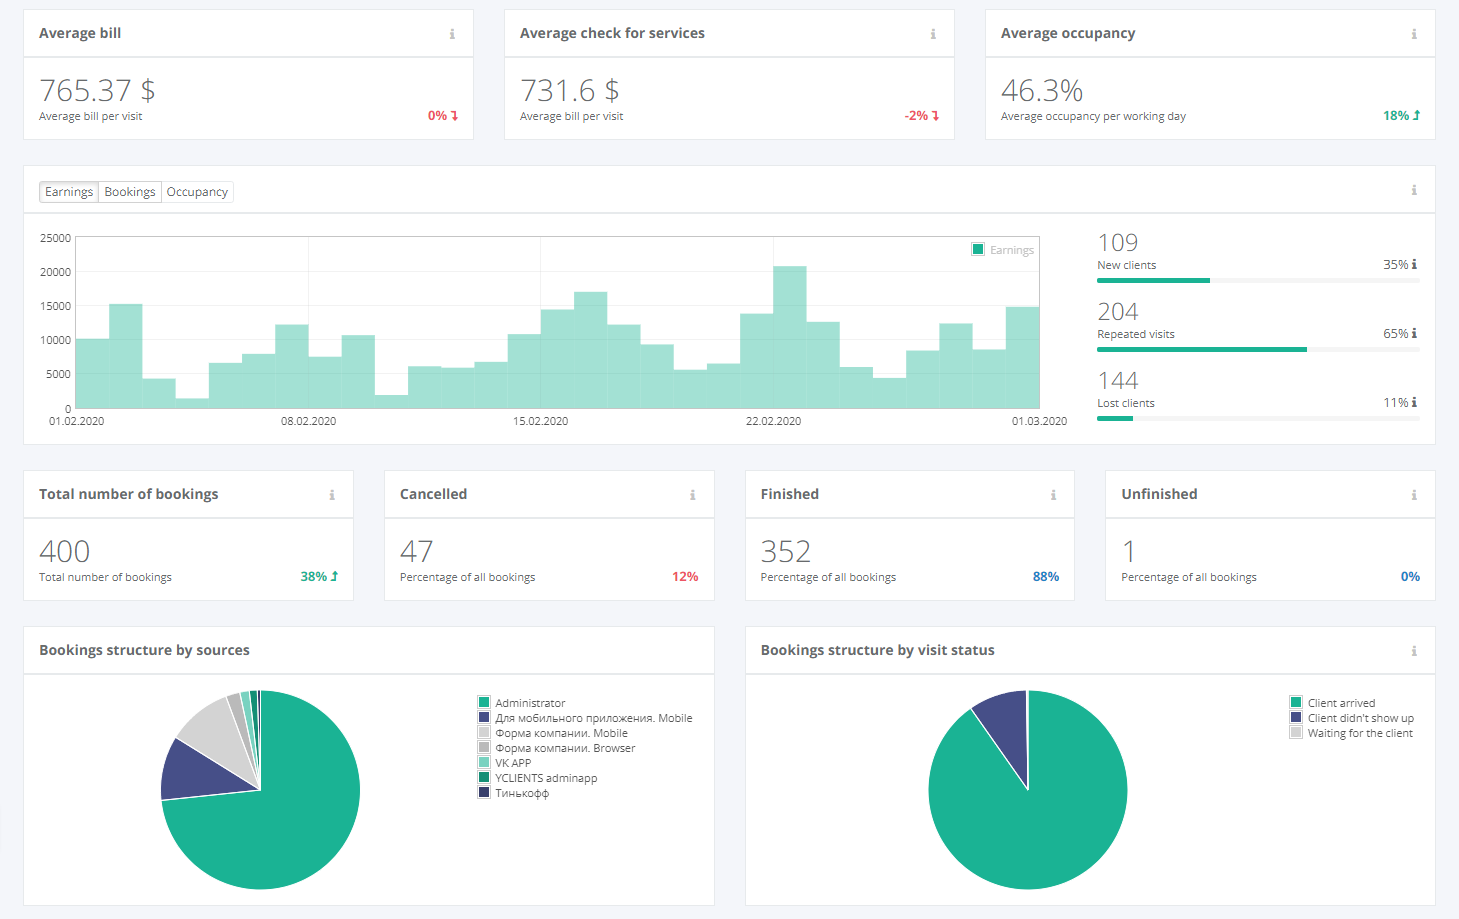 Average bill
765.37 $
Average bill per visit
0%
Average check for services
731.6 $
Average bill per visit
-2%
Average occupancy
46.3%
Average occupancy per working day
18%
Earnings Bookings Occupancy
25000
20000
15000
10000
5000
0
01.02.2020 08.02.2020 15.02.2020 22.02.2020 01.03.2020
Earnings
109
New clients 35%
204
Repeated visits 65%
144
Lost clients 11%
Total number of bookings
400
Total number of bookings 38%
Cancelled
47
Percentage of all bookings 12%
Finished
352
Percentage of all bookings 88%
Unfinished
1
Percentage of all bookings 0%
Bookings structure by sources
Administrator
Для мобильного приложения. Mobile
Форма компании. Mobile
Форма компании. Browser
VK APP
YCLIENTS adminapp
Тинькофф
Bookings structure by visit status
Client arrived
Client didn't show up
Waiting for the client